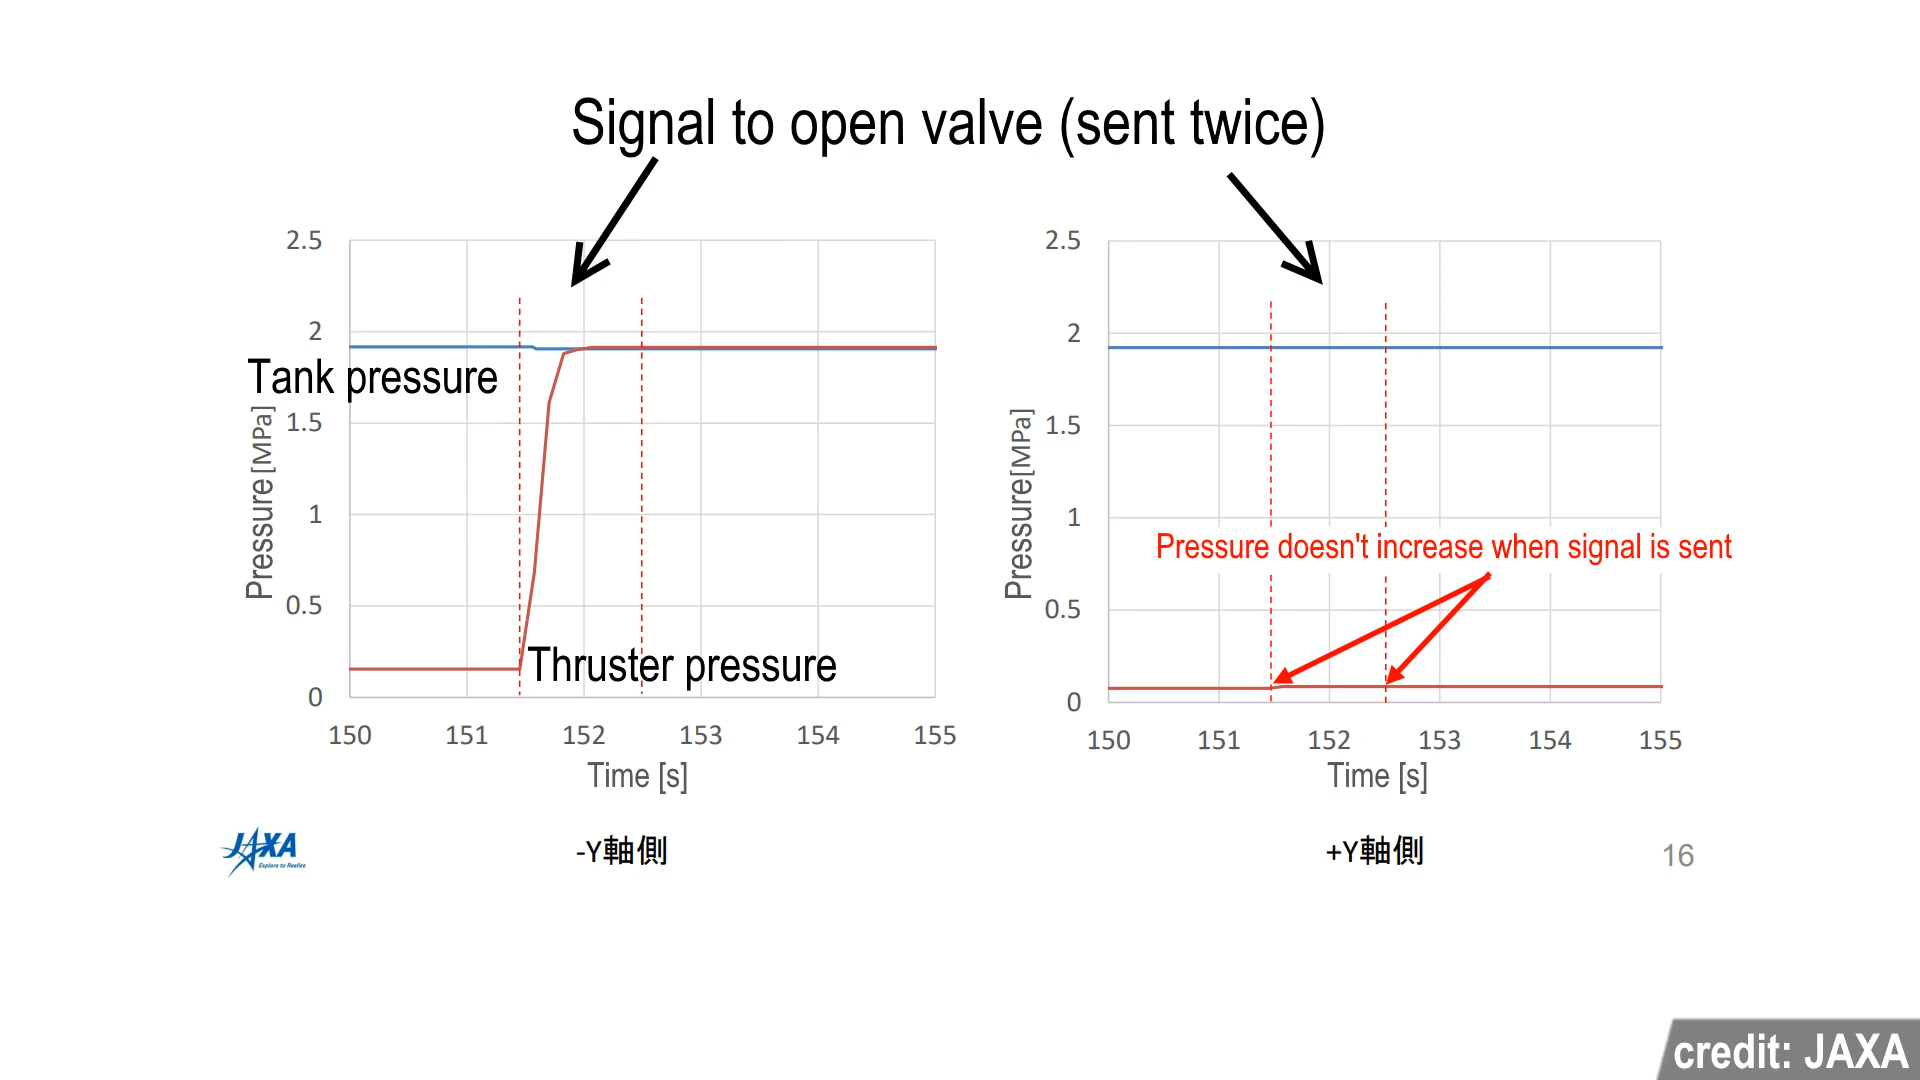 Signal to open valve (sent twice)
2.5
2
1.5
1
0.5
0
Pressure[MPa]
Tank pressure
Thruster pressure
150 151 152 153 154 155
Time [s]
-Y軸側
2.5
2
1.5
1
0.5
0
Pressure[MPa]
Pressure doesn't increase when signal is sent
150 151 152 153 154 155
Time [s]
+Y軸側
JAXA
Explore to Realize
16
credit: JAXA